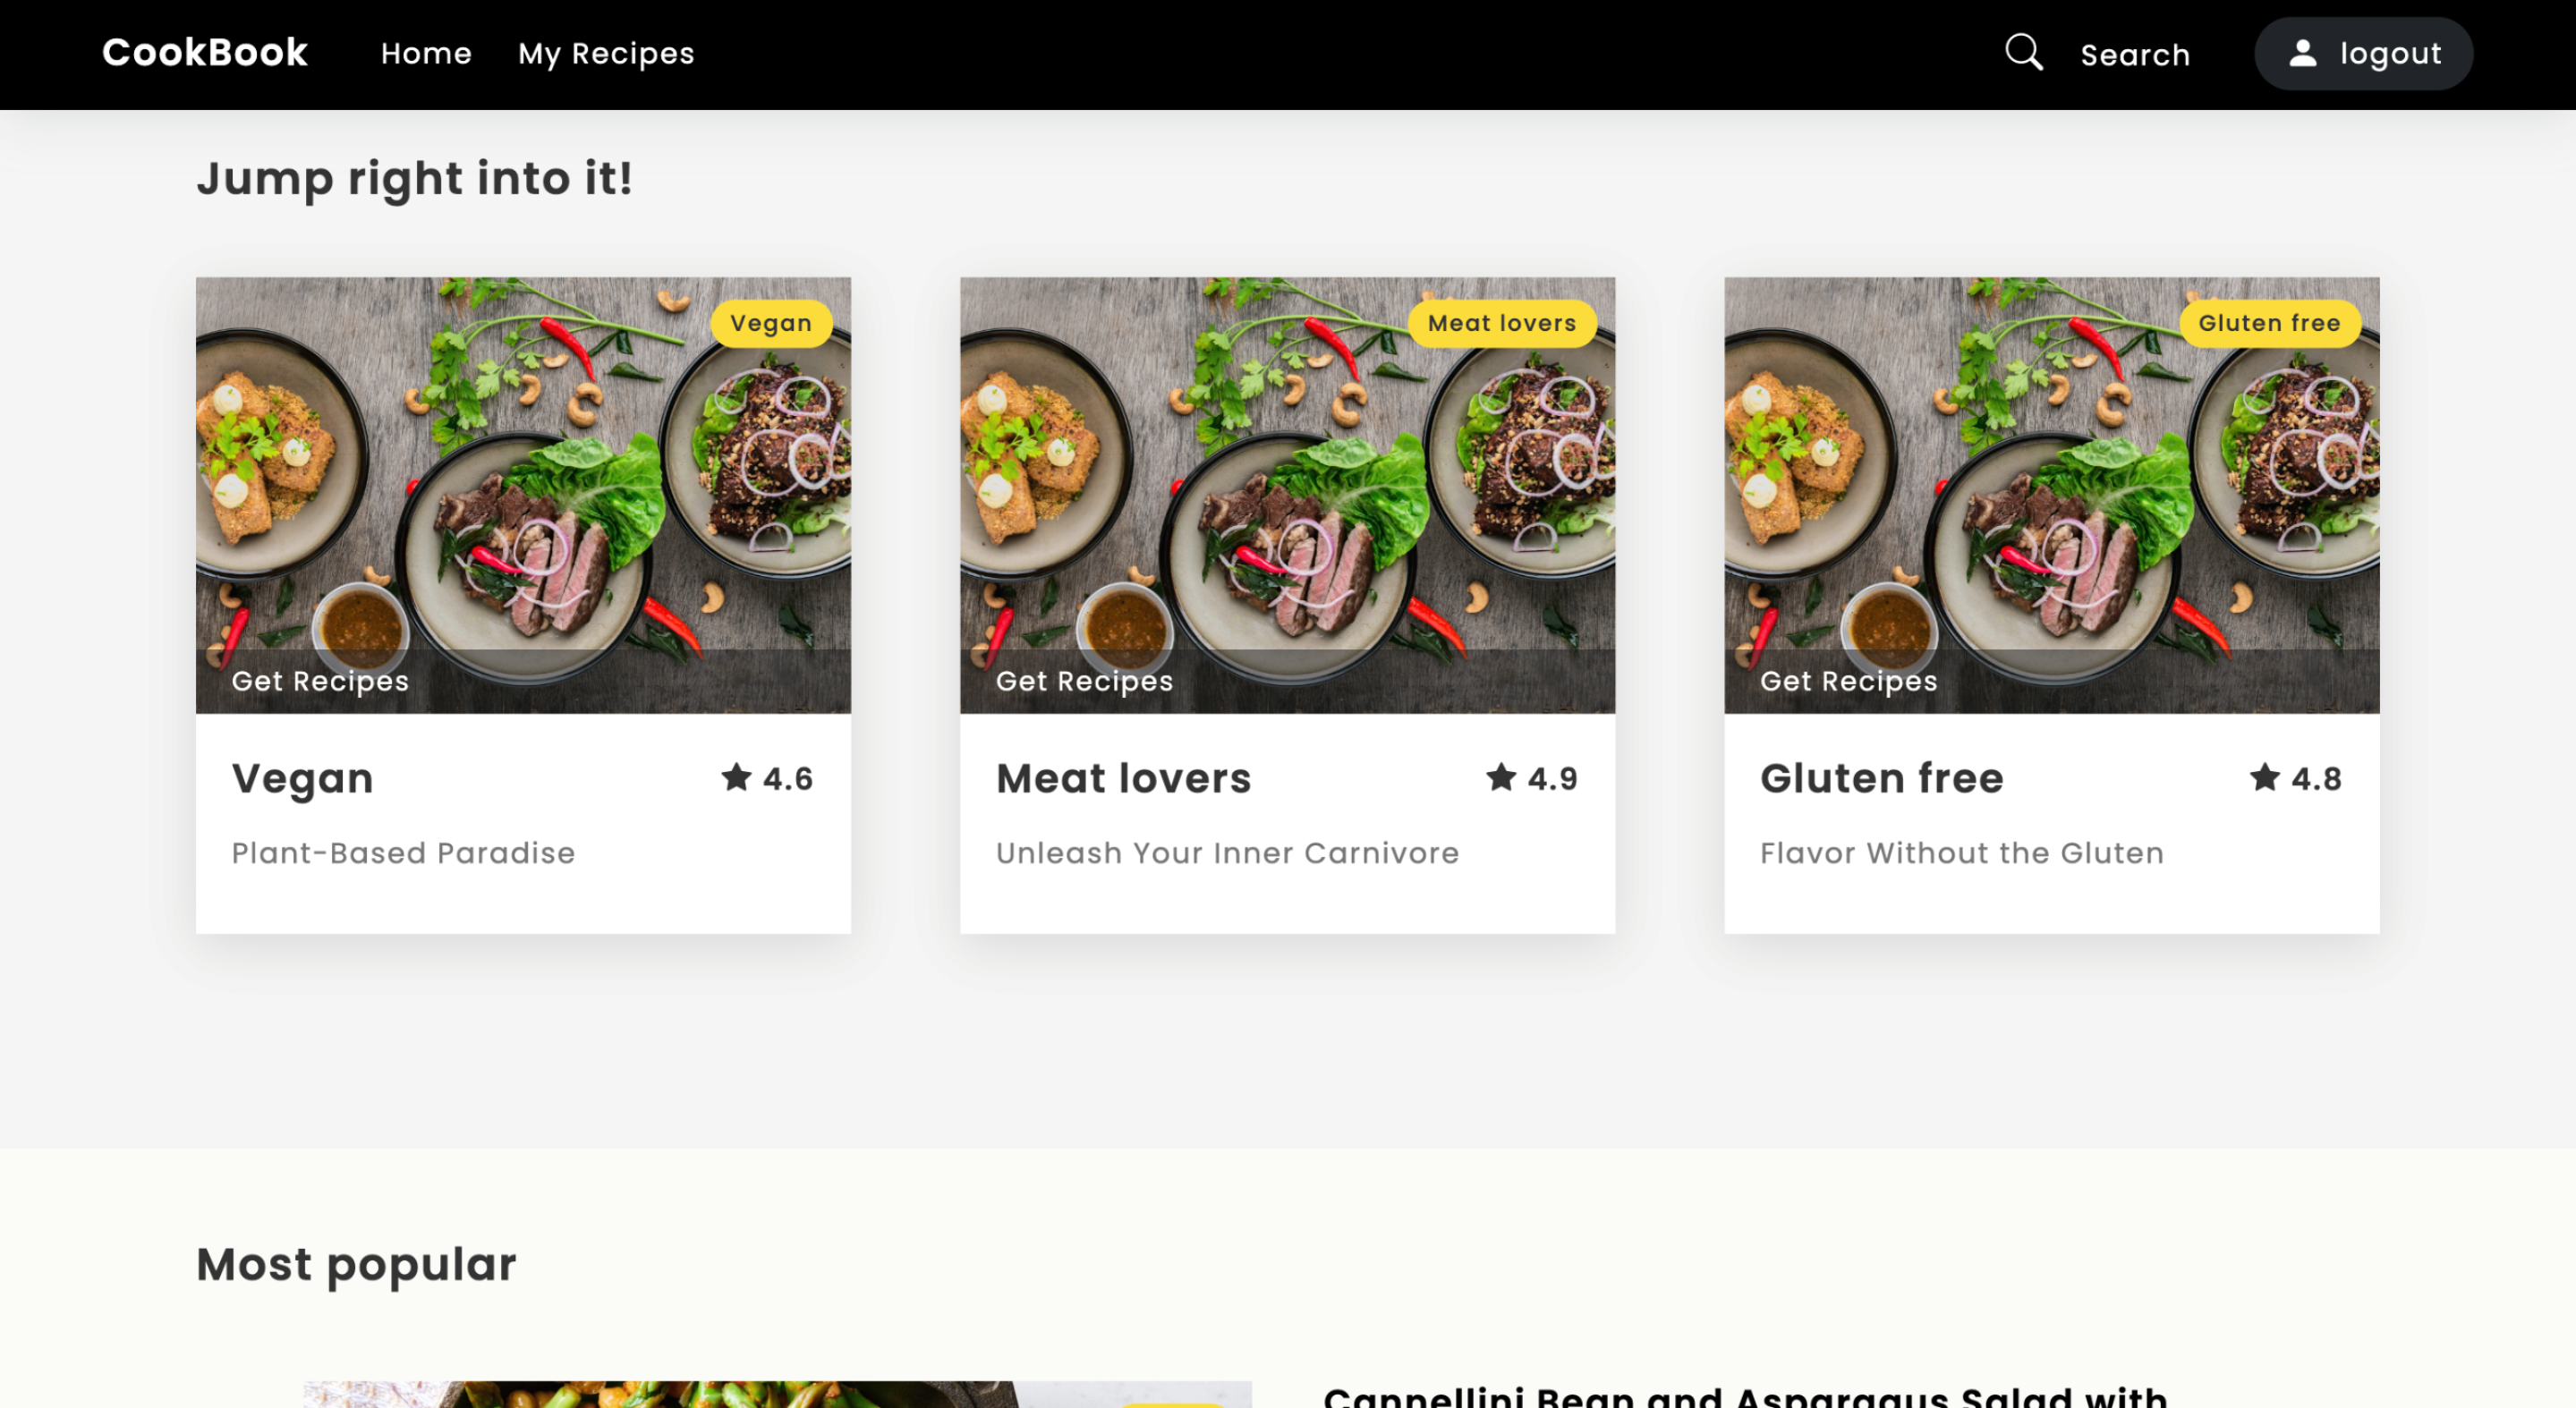 CookBook Home My Recipes Search logout
Jump right into it!
Vegan
Meat lovers
Gluten free
Get Recipes
Get Recipes
Get Recipes
Vegan ★ 4.6
Plant-Based Paradise
Meat lovers ★ 4.9
Unleash Your Inner Carnivore
Gluten free ★ 4.8
Flavor Without the Gluten
Most popular
Cannellini Bean and Asparagus Salad with